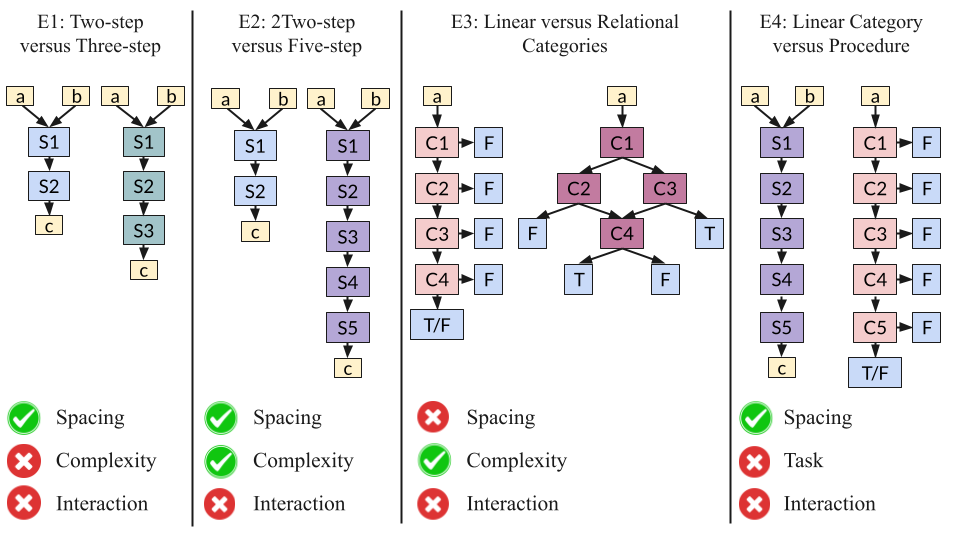 E1: Two-step
versus Three-step
a b a b
S1 S1
S2 S2
c S3
c
Spacing
Complexity
Interaction
E2: 2Two-step
versus Five-step
a b a b
S1 S1
S2 S2
c S3
S4
S5
c
Spacing
Complexity
Interaction
E3: Linear versus Relational
Categories
a a
C1 F C1
C2 F C2 C3
C3 F F C4 T
C4 F T F
T/F
Spacing
Complexity
Interaction
E4: Linear Category
versus Procedure
a b a
S1 C1 F
S2 C2 F
S3 C3 F
S4 C4 F
S5 C5 F
c T/F
Spacing
Task
Interaction